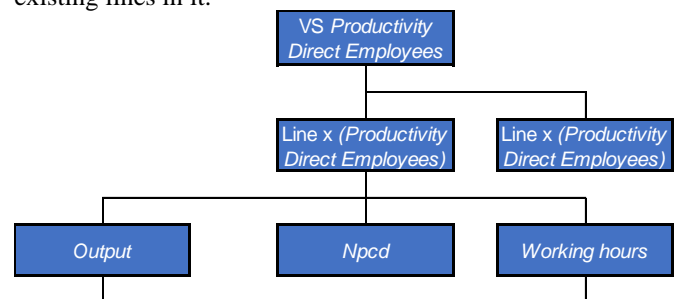 existing lines in it.
VS Productivity
Direct Employees
Line x (Productivity
Direct Employees)
Line x (Productivity
Direct Employees)
Output
Npcd
Working hours